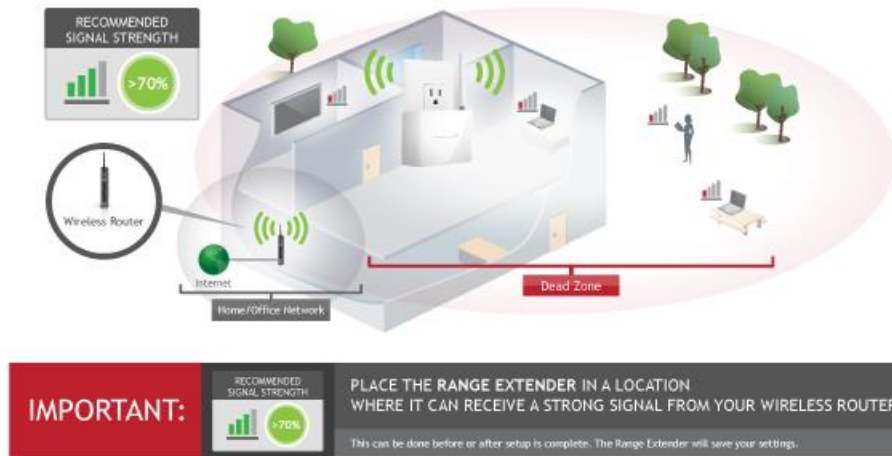 RECOMMENDED
SIGNAL STRENGTH
>70%
Wireless Router
Internet
Home/Office Network
Dead Zone
IMPORTANT:
RECOMMENDED
SIGNAL STRENGTH
>70%
PLACE THE RANGE EXTENDER IN A LOCATION
WHERE IT CAN RECEIVE A STRONG SIGNAL FROM YOUR WIRELESS ROUTER
This can be done before or after setup is complete. The Range Extender will save your settings.